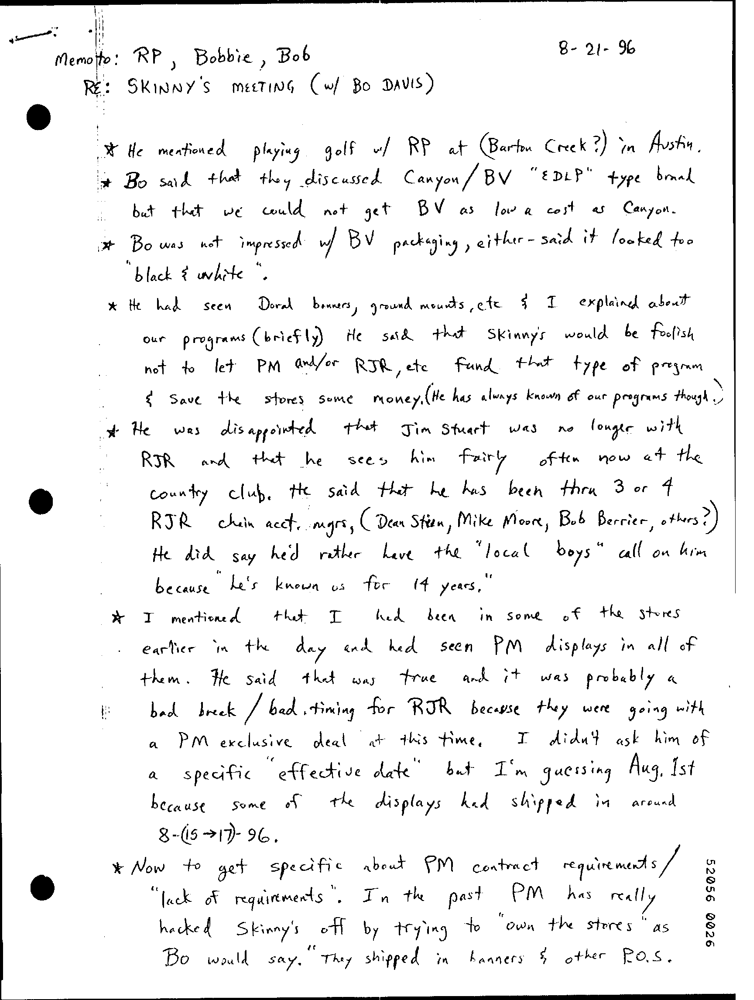 8-21-96
Memo to: RP, Bobbie, Bob
RE: SKINNY'S MEETING (w/ BO DAVIS)
* He mentioned playing golf w/ RP at (Barton Creek?) in Austin.
* Bo said that they discussed Canyon/BV "EDLP" type brand
but that we could not get BV as low a cost as Canyon.
* Bo was not impressed w/ BV packaging, either - said it looked too
"black & white".
* He had seen Doral banners, ground mounts, etc & I explained about
our programs (briefly) He said that Skinny's would be foolish
not to let PM and/or RJR, etc fund that type of program
& save the stores some money. (He has always known of our programs though.)
* He was disappointed that Jim Stuart was no longer with
RJR and that he sees him fairly often now at the
country club. He said that he has been thru 3 or 4
RJR chain acct. mgrs, (Dean Steen, Mike Moore, Bob Berrier, others?)
He did say he'd rather have the "local boys" call on him
because "he's known us for 14 years."
* I mentioned that I had been in some of the stores
earlier in the day and had seen PM displays in all of
them. He said that was true and it was probably a
bad break / bad timing for RJR because they were going with
a PM exclusive deal at this time. I didn't ask him of
a specific "effective date" but I'm guessing Aug. 1st
because some of the displays had shipped in around
8-(15→17)-96.
* Now to get specific about PM contract requirements/
"lack of requirements". In the past PM has really
hacked Skinny's off by trying to "own the stores" as
Bo would say. "They shipped in banners & other P.O.S.
52056 0026